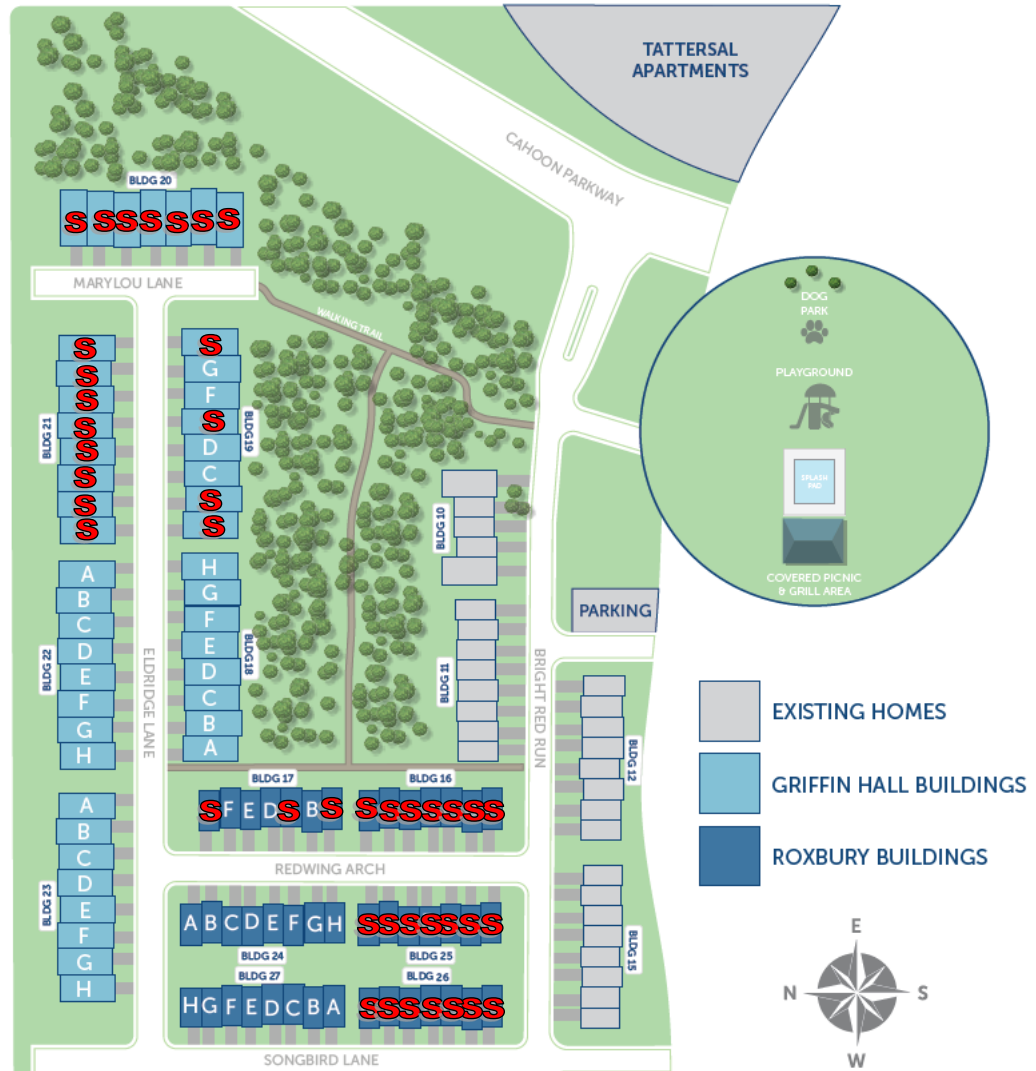 TATTERSAL
APARTMENTS
CAHOON PARKWAY
BLDG 20
S S S S S S S
MARYLOU LANE
WALKING TRAIL
DOG
PARK
PLAYGROUND
SPLASH
PAD
COVERED PICNIC
& GRILL AREA
BLDG 21
S
S
S
S
S
S
S
S
BLDG 19
S
G
F
S
D
C
S
S
BLDG 10
BLDG 22
A
B
C
D
E
F
G
H
BLDG 18
H
G
F
E
D
C
B
A
BLDG 11
PARKING
ELDRIDGE LANE
BRIGHT RED RUN
BLDG 12
EXISTING HOMES
GRIFFIN HALL BUILDINGS
ROXBURY BUILDINGS
BLDG 17
S F E D S B S
BLDG 16
S S S S S S S
BLDG 23
A
B
C
D
E
F
G
H
REDWING ARCH
A B C D E F G H
BLDG 24
S S S S S S S
BLDG 25
BLDG 27
H G F E D C B A
BLDG 26
S S S S S S S
BLDG 15
SONGBIRD LANE
E
N
S
W